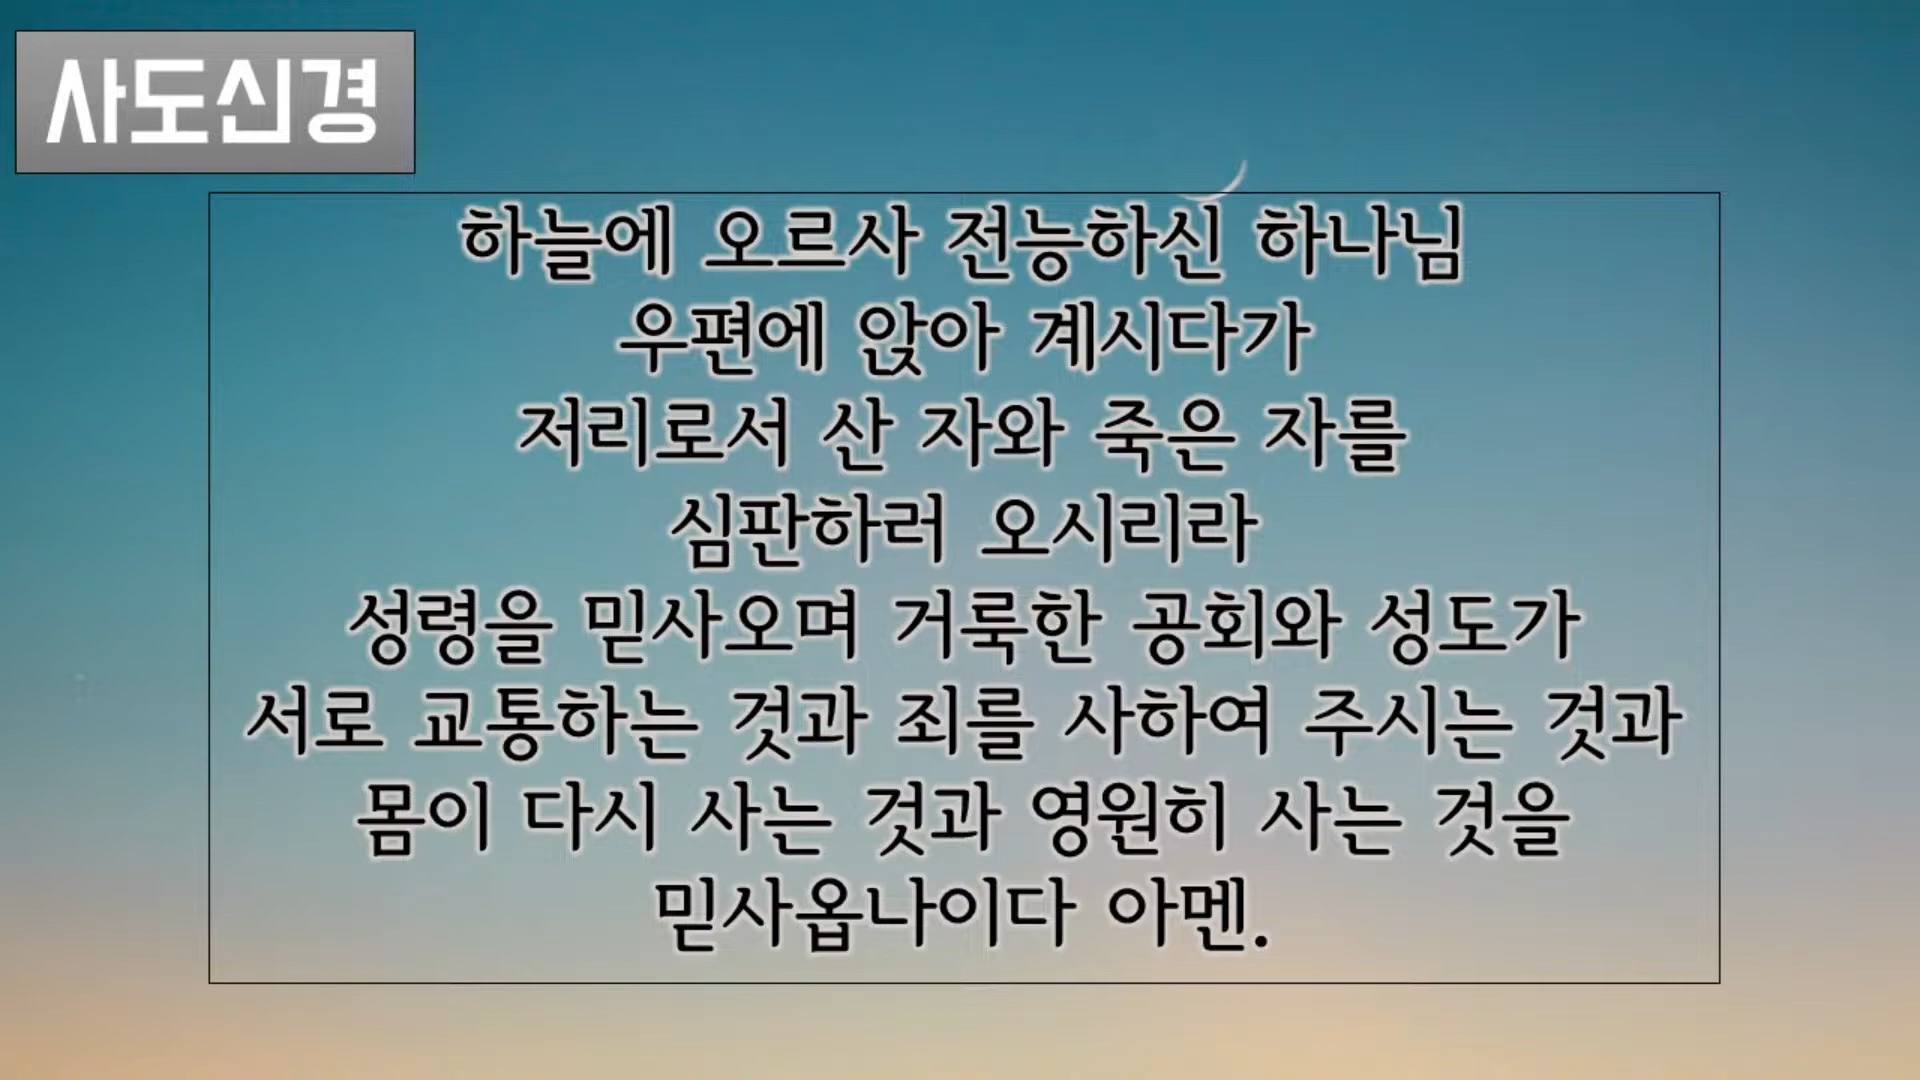 사도신경
하늘에 오르사 전능하신 하나님
우편에 앉아 계시다가
저리로서 산 자와 죽은 자를
심판하러 오시리라
성령을 믿사오며 거룩한 공회와 성도가
서로 교통하는 것과 죄를 사하여 주시는 것과
몸이 다시 사는 것과 영원히 사는 것을
믿사옵나이다 아멘.